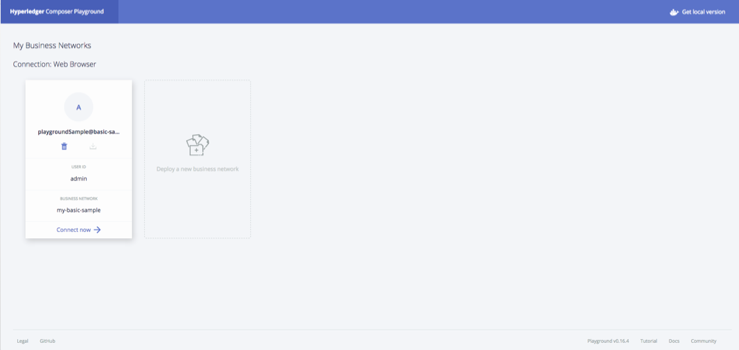 Hyperledger Composer Playground
Get local version
My Business Networks
Connection: Web Browser
A
playgroundSample@basic-sa...
USER ID
admin
BUSINESS NETWORK
my-basic-sample
Connect now
Deploy a new business network
Legal
GitHub
Playground v0.16.4
Tutorial
Docs
Community